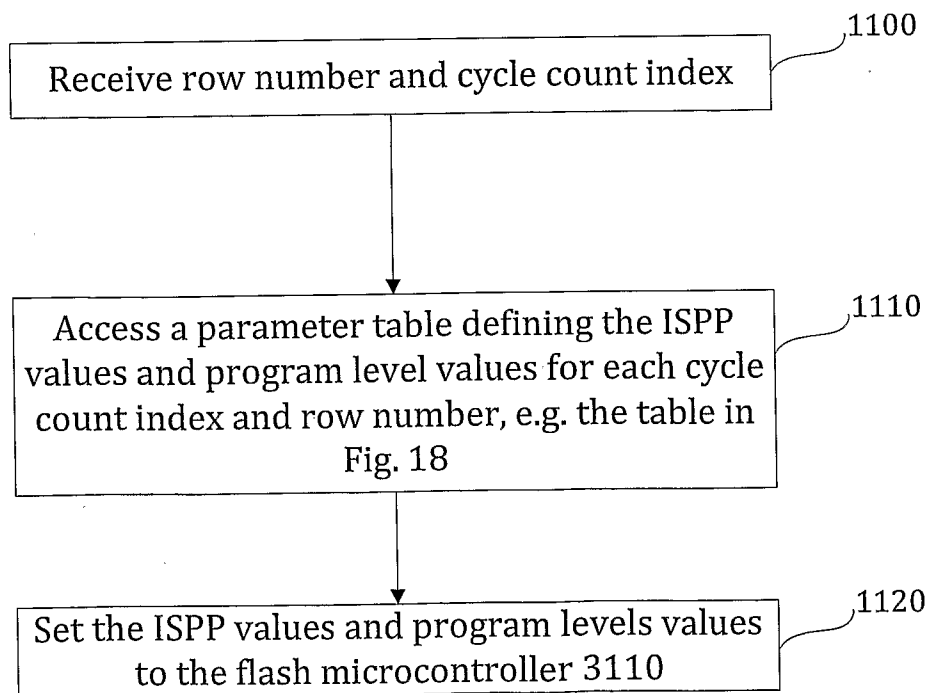 1100
Receive row number and cycle count index
1110
Access a parameter table defining the ISPP
values and program level values for each cycle
count index and row number, e.g. the table in
Fig. 18
1120
Set the ISPP values and program levels values
to the flash microcontroller 3110